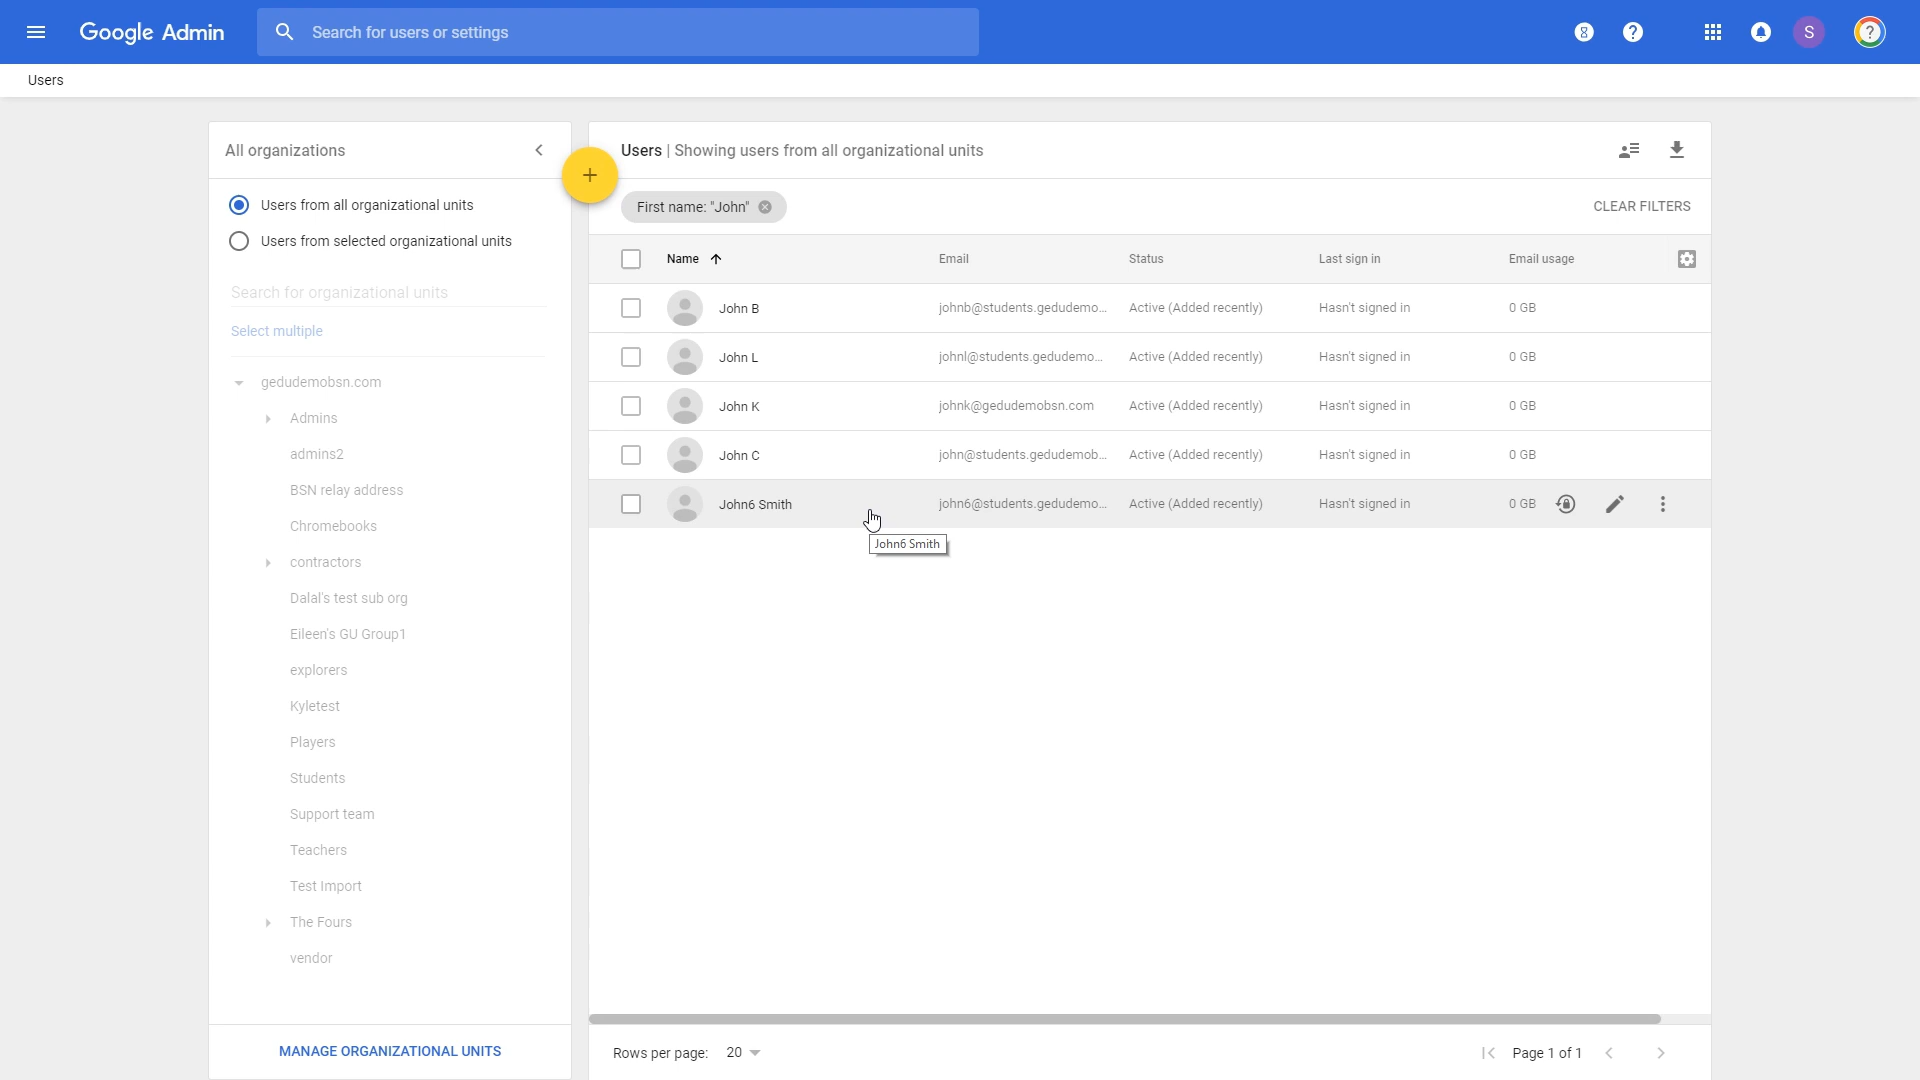 Google Admin
Search for users or settings
S
Users
All organizations
Users from all organizational units
Users from selected organizational units
Search for organizational units
Select multiple
gedudemobsn.com
Admins
admins2
BSN relay address
Chromebooks
contractors
Dalal's test sub org
Eileen's GU Group1
explorers
Kyletest
Players
Students
Support team
Teachers
Test Import
The Fours
vendor
MANAGE ORGANIZATIONAL UNITS
Users | Showing users from all organizational units
First name: "John"
CLEAR FILTERS
Name Email Status Last sign in Email usage
John B johnb@students.gedudemo... Active (Added recently) Hasn't signed in 0 GB
John L johnl@students.gedudemo... Active (Added recently) Hasn't signed in 0 GB
John K johnk@gedudemobsn.com Active (Added recently) Hasn't signed in 0 GB
John C john@students.gedudemob... Active (Added recently) Hasn't signed in 0 GB
John6 Smith john6@students.gedudemo... Active (Added recently) Hasn't signed in 0 GB
John6 Smith
Rows per page: 20 Page 1 of 1